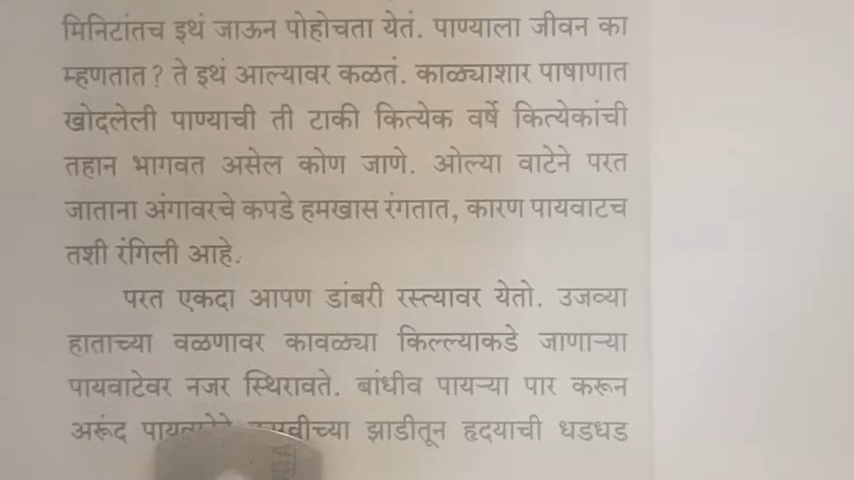 मिनिटांतच इथं जाऊन पोहोचता येतं. पाण्याला जीवन का
म्हणतात ? ते इथं आल्यावर कळतं. काळ्याशार पाषाणात
खोदलेली पाण्याची ती टाकी कित्येक वर्षे कित्येकांची
तहान भागवत असेल कोण जाणे. ओल्या वाटेने परत
जाताना अंगावरचे कपडे हमखास रंगतात, कारण पायवाटच
तशी रंगिली आहे.
परत एकदा आपण डांबरी रस्त्यावर येतो. उजव्या
हाताच्या वळणावर कावळ्या किल्ल्याकडे जाणाऱ्या
पायवाटेवर नजर स्थिरावते. बांधीव पायऱ्या पार करून
अरूंद झाडीतून हृदयाची धडधड